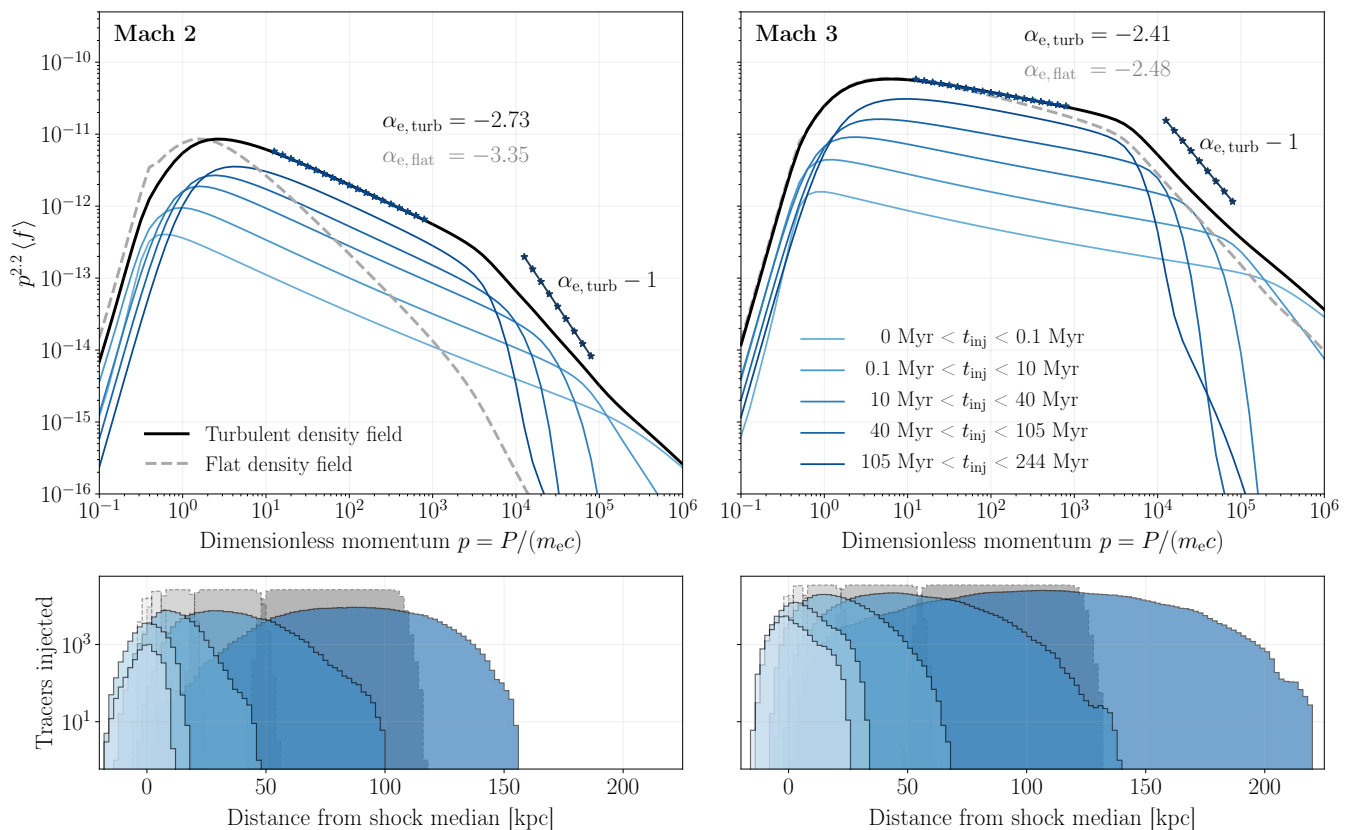 Mach 2
α_e,turb = −2.73
α_e,flat = −3.35
α_e,turb − 1
Turbulent density field
Flat density field
p^2.2 ⟨f⟩
10^−10
10^−11
10^−12
10^−13
10^−14
10^−15
10^−16
10^−1 10^0 10^1 10^2 10^3 10^4 10^5 10^6
Dimensionless momentum p = P/(m_e c)
Mach 3
α_e,turb = −2.41
α_e,flat = −2.48
α_e,turb − 1
0 Myr < t_inj < 0.1 Myr
0.1 Myr < t_inj < 10 Myr
10 Myr < t_inj < 40 Myr
40 Myr < t_inj < 105 Myr
105 Myr < t_inj < 244 Myr
10^−1 10^0 10^1 10^2 10^3 10^4 10^5 10^6
Dimensionless momentum p = P/(m_e c)
Tracers injected
10^3
10^1
0 50 100 150 200
Distance from shock median [kpc]
0 50 100 150 200
Distance from shock median [kpc]